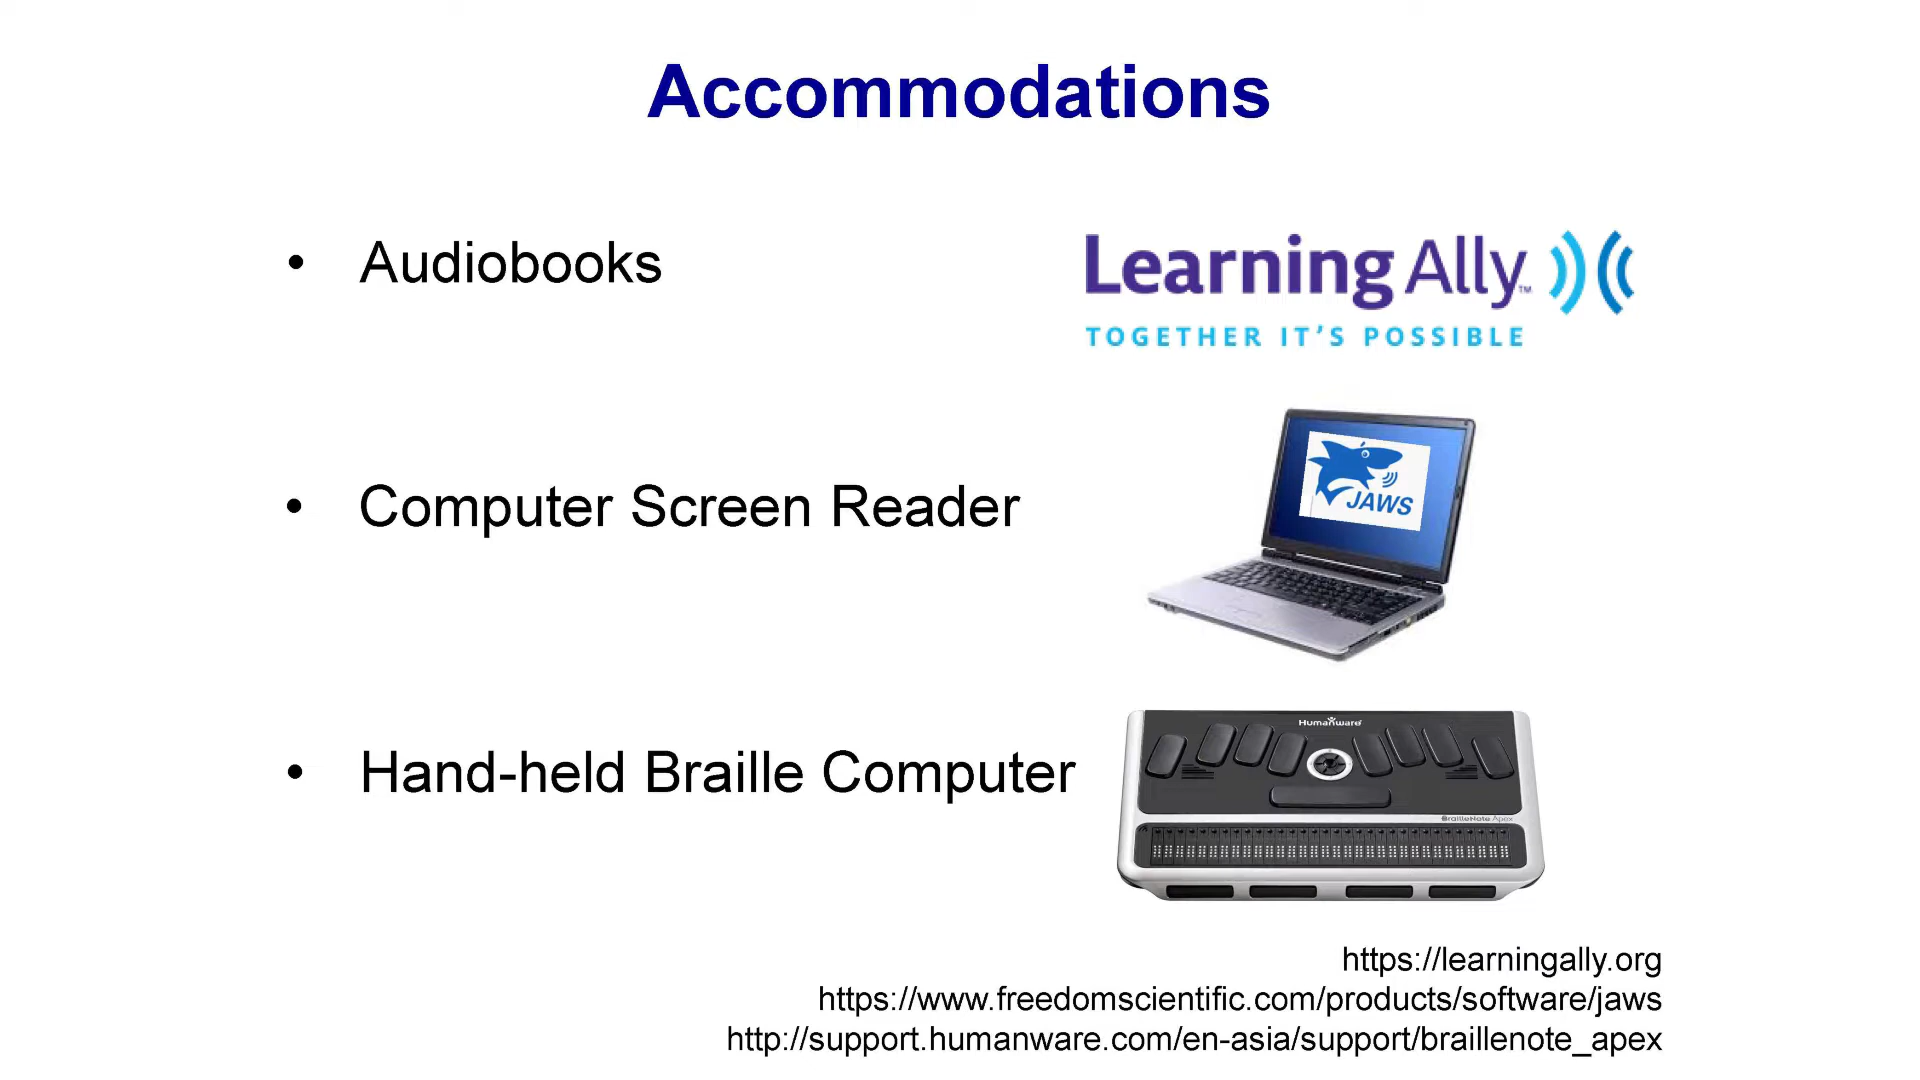 Accommodations
• Audiobooks
Learning Ally™
TOGETHER IT'S POSSIBLE
• Computer Screen Reader
JAWS
• Hand-held Braille Computer
Humanware
BrailleNote Apex
https://learningally.org
https://www.freedomscientific.com/products/software/jaws
http://support.humanware.com/en-asia/support/braillenote_apex